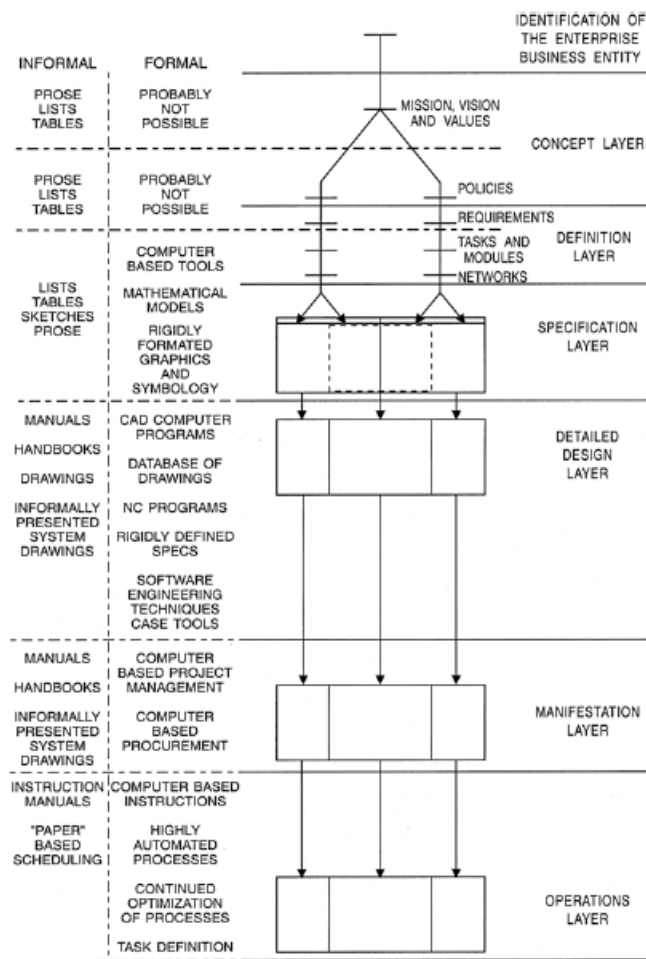 IDENTIFICATION OF
THE ENTERPRISE
BUSINESS ENTITY
INFORMAL
FORMAL
PROSE
LISTS
TABLES
PROBABLY
NOT
POSSIBLE
MISSION, VISION
AND VALUES
CONCEPT LAYER
PROSE
LISTS
TABLES
PROBABLY
NOT
POSSIBLE
POLICIES
REQUIREMENTS
COMPUTER
BASED TOOLS
TASKS AND
MODULES
NETWORKS
DEFINITION
LAYER
LISTS
TABLES
SKETCHES
PROSE
MATHEMATICAL
MODELS
RIGIDLY
FORMATED
GRAPHICS
AND
SYMBOLOGY
SPECIFICATION
LAYER
MANUALS
HANDBOOKS
DRAWINGS
INFORMALLY
PRESENTED
SYSTEM
DRAWINGS
CAD COMPUTER
PROGRAMS
DATABASE OF
DRAWINGS
NC PROGRAMS
RIGIDLY DEFINED
SPECS
SOFTWARE
ENGINEERING
TECHNIQUES
CASE TOOLS
DETAILED
DESIGN
LAYER
MANUALS
HANDBOOKS
INFORMALLY
PRESENTED
SYSTEM
DRAWINGS
COMPUTER
BASED PROJECT
MANAGEMENT
COMPUTER
BASED
PROCUREMENT
MANIFESTATION
LAYER
INSTRUCTION
MANUALS
"PAPER"
BASED
SCHEDULING
COMPUTER BASED
INSTRUCTIONS
HIGHLY
AUTOMATED
PROCESSES
CONTINUED
OPTIMIZATION
OF PROCESSES
TASK DEFINITION
OPERATIONS
LAYER